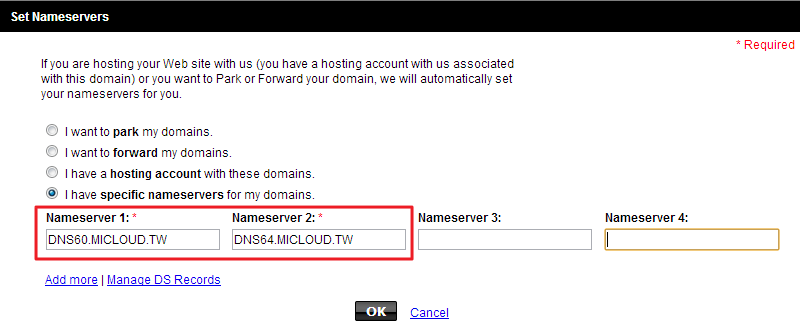 Set Nameservers
* Required
If you are hosting your Web site with us (you have a hosting account with us associated
with this domain) or you want to Park or Forward your domain, we will automatically set
your nameservers for you.
I want to park my domains.
I want to forward my domains.
I have a hosting account with these domains.
I have specific nameservers for my domains.
Nameserver 1: * Nameserver 2: * Nameserver 3: Nameserver 4:
DNS60.MICLOUD.TW DNS64.MICLOUD.TW
Add more | Manage DS Records
OK Cancel